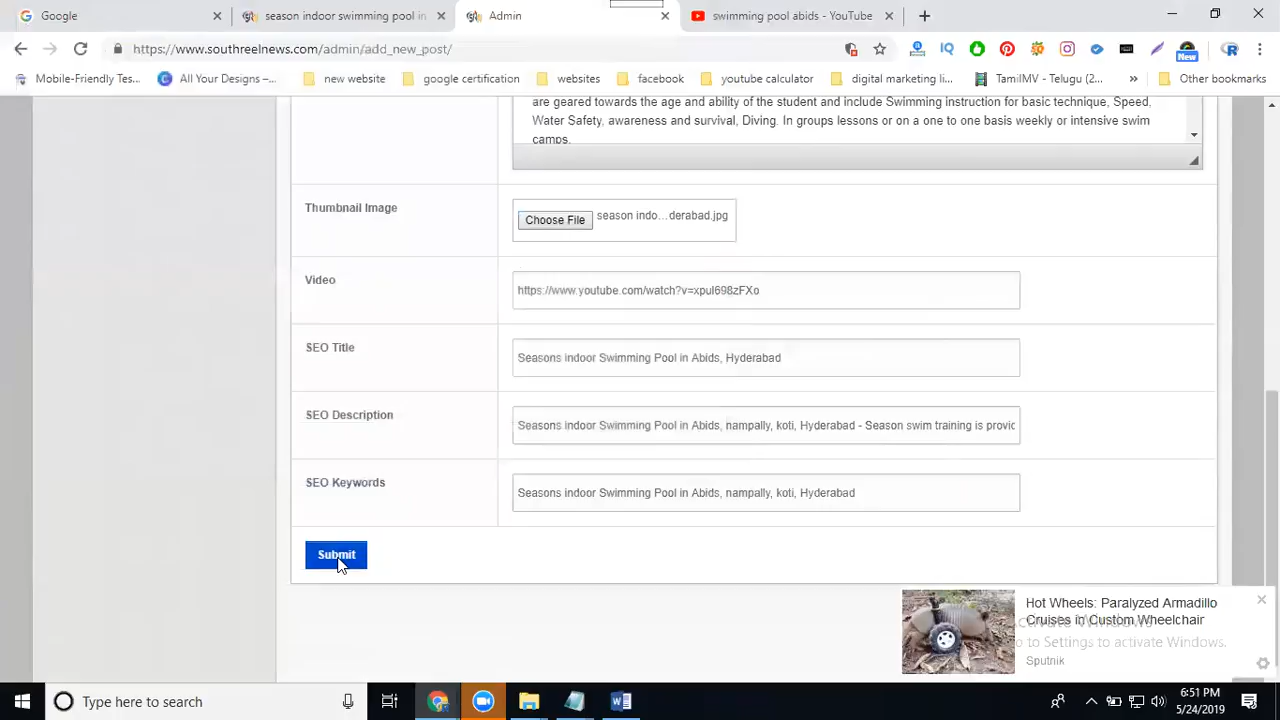 Google
season indoor swimming pool in
Admin
swimming pool abids - YouTube
https://www.southreelnews.com/admin/add_new_post/
New
Mobile-Friendly Tes...
All Your Designs –...
new website
google certification
websites
facebook
youtube calculator
digital marketing li...
TamilMV - Telugu (2...
Other bookmarks
are geared towards the age and ability of the student and include Swimming instruction for basic technique, Speed,
Water Safety, awareness and survival, Diving. In groups lessons or on a one to one basis weekly or intensive swim
camps.
Thumbnail Image
Choose File season indo...derabad.jpg
Video
https://www.youtube.com/watch?v=xpul698zFXo
SEO Title
Seasons indoor Swimming Pool in Abids, Hyderabad
SEO Description
Seasons indoor Swimming Pool in Abids, nampally, koti, Hyderabad - Season swim training is provic
SEO Keywords
Seasons indoor Swimming Pool in Abids, nampally, koti, Hyderabad
Submit
Hot Wheels: Paralyzed Armadillo
Cruises in Custom Wheelchair
Activate Windows
Go to Settings to activate Windows.
Sputnik
Type here to search
6:51 PM
5/24/2019